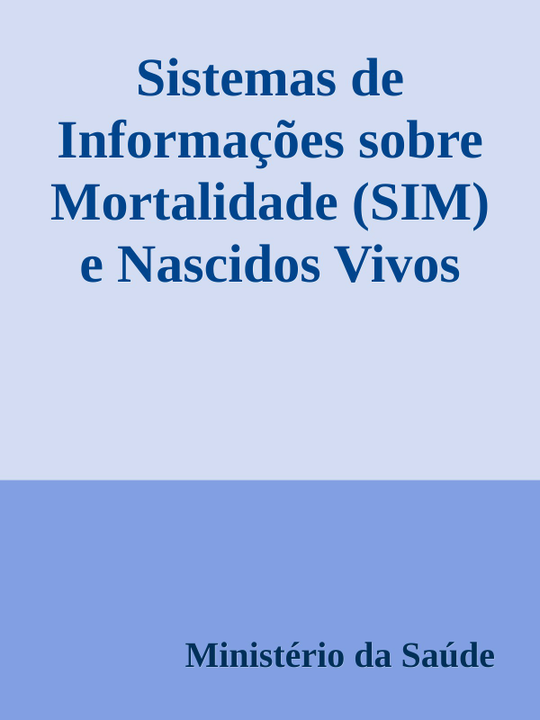 Sistemas de
Informações sobre
Mortalidade (SIM)
e Nascidos Vivos
Ministério da Saúde